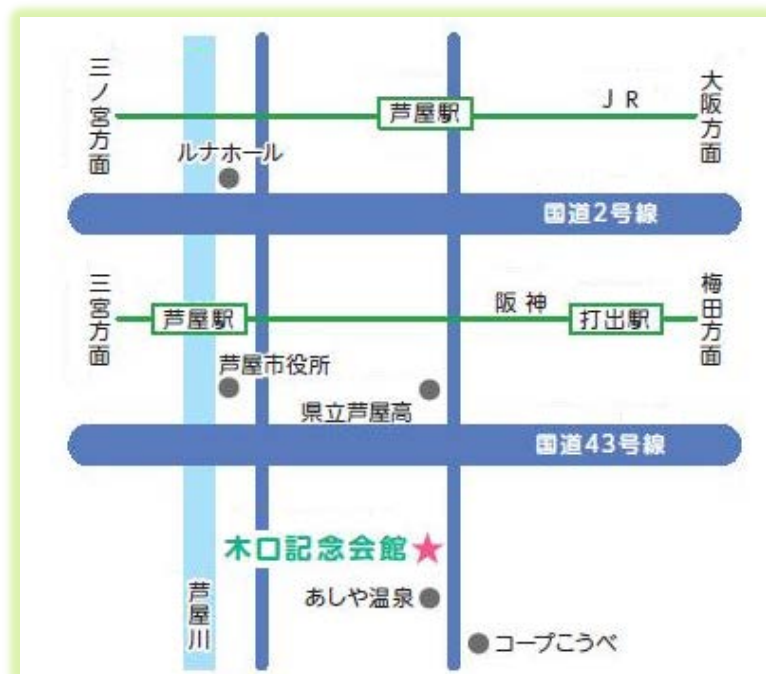 三ノ宮方面
芦屋駅
ＪＲ
大阪方面
ルナホール
国道2号線
三宮方面
芦屋駅
阪神
打出駅
梅田方面
芦屋市役所
県立芦屋高
国道43号線
木口記念会館
あしや温泉
芦屋川
コープこうべ